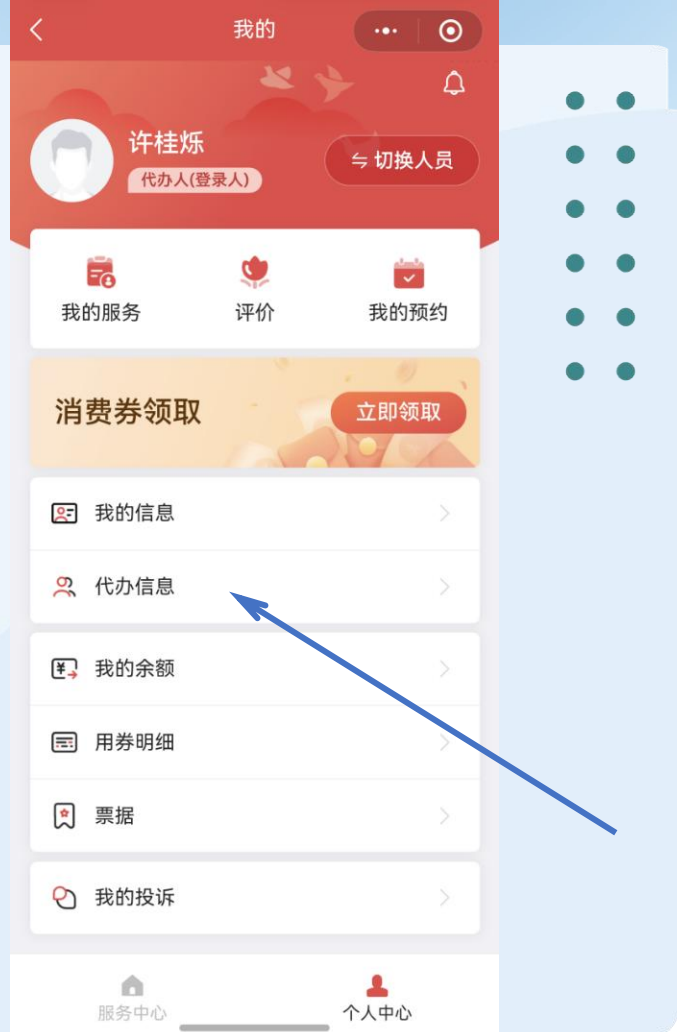 我的
许桂烁
代办人(登录人)
切换人员
我的服务
评价
我的预约
消费券领取
立即领取
我的信息
代办信息
我的余额
用券明细
票据
我的投诉
服务中心
个人中心